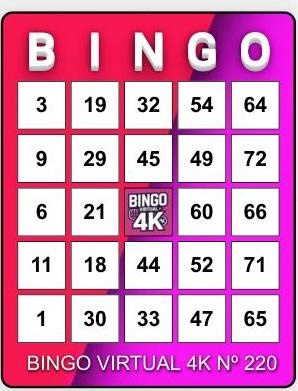 B I N G O
3 19 32 54 64
9 29 45 49 72
6 21 BINGO VIRTUAL 4K 60 66
11 18 44 52 71
1 30 33 47 65
BINGO VIRTUAL 4K Nº 220